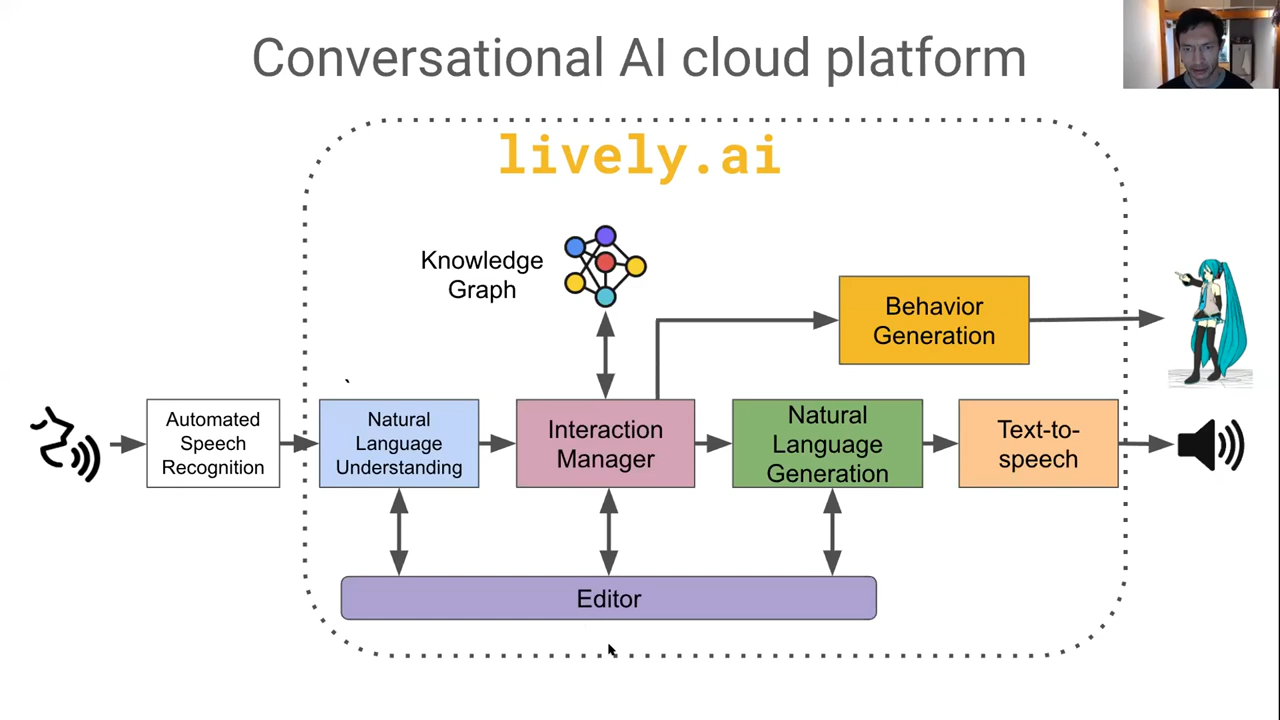 Conversational AI cloud platform
lively.ai
Knowledge
Graph
Behavior
Generation
`
Automated
Speech
Recognition
Natural
Language
Understanding
Interaction
Manager
Natural
Language
Generation
Text-to-
speech
Editor